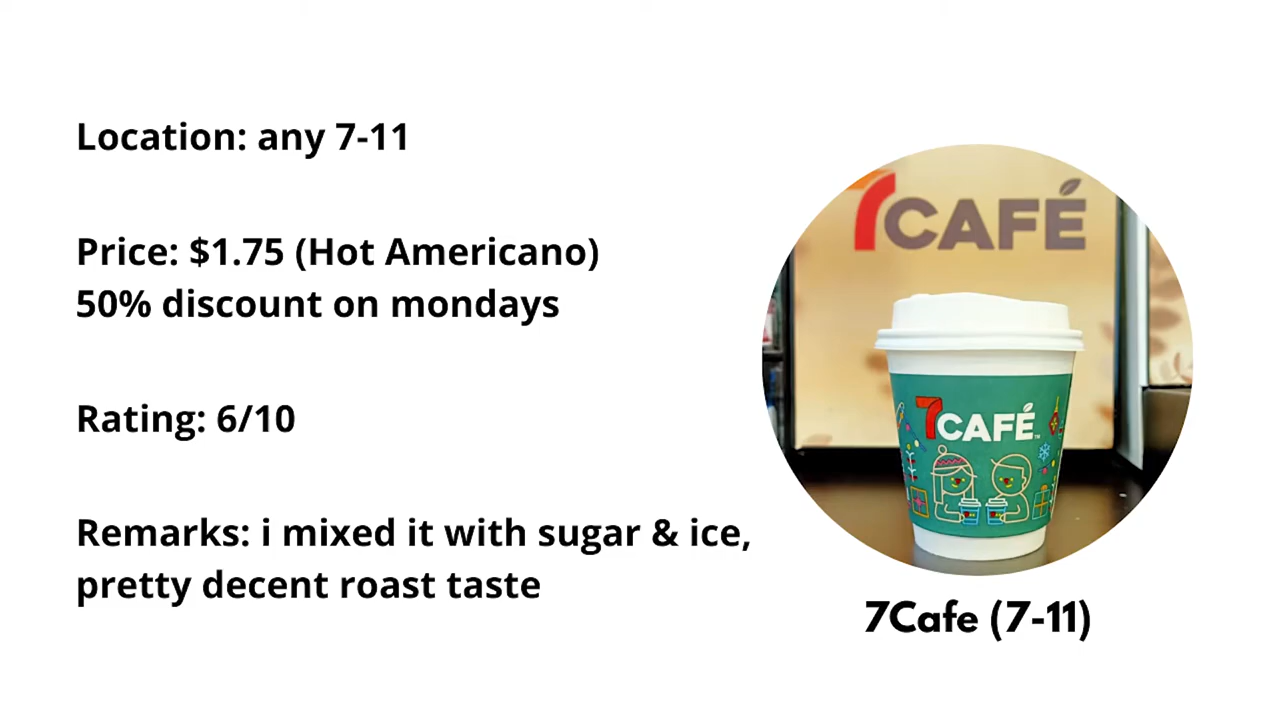 Location: any 7-11
Price: $1.75 (Hot Americano)
50% discount on mondays
Rating: 6/10
Remarks: i mixed it with sugar & ice,
pretty decent roast taste
7CAFÉ
7CAFÉ™
7Cafe (7-11)